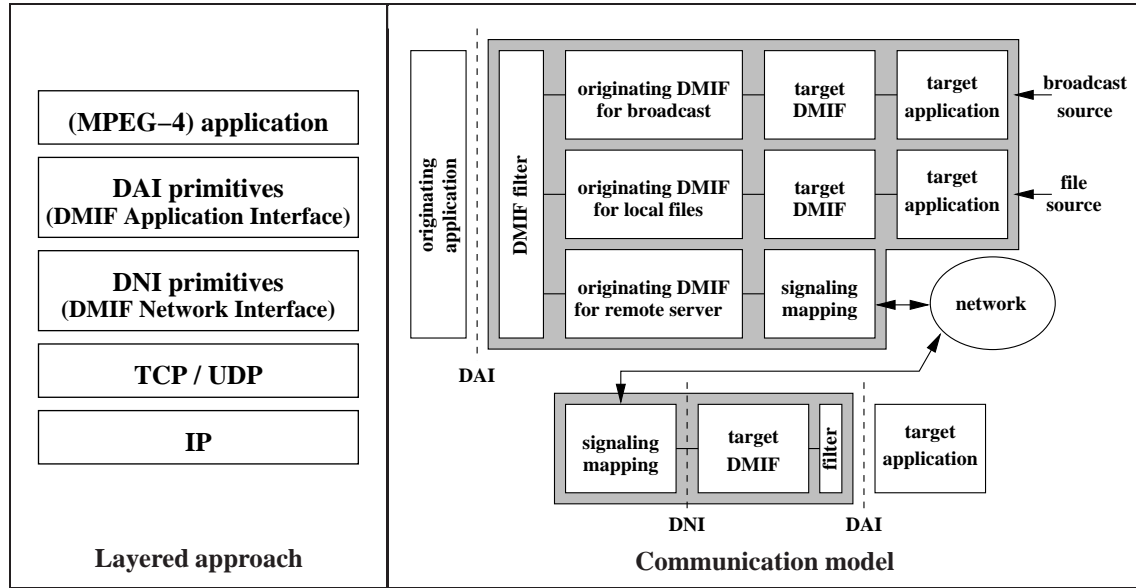 (MPEG–4) application
DAI primitives
(DMIF Application Interface)
DNI primitives
(DMIF Network Interface)
TCP / UDP
IP
Layered approach
originating
application
DAI
DMIF filter
originating DMIF
for broadcast
target
DMIF
target
application
broadcast
source
originating DMIF
for local files
target
DMIF
target
application
file
source
originating DMIF
for remote server
signaling
mapping
network
signaling
mapping
DNI
target
DMIF
filter
DAI
target
application
Communication model